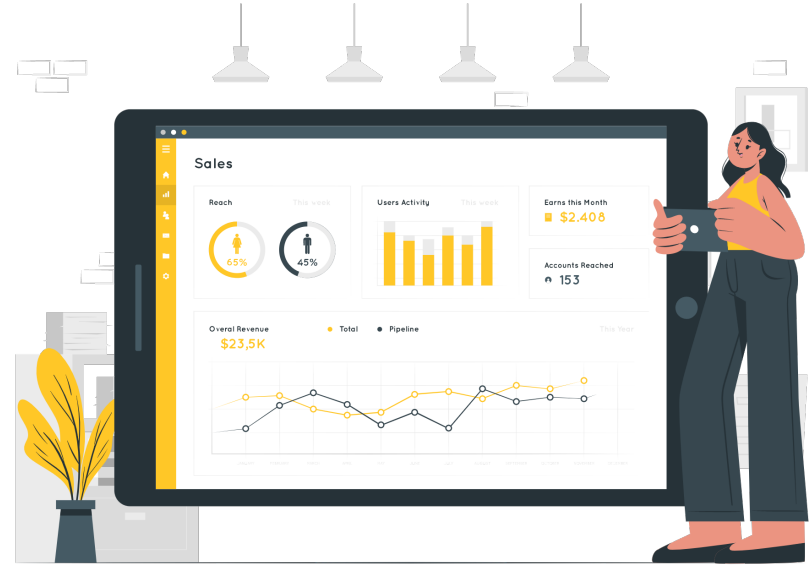 Sales
Reach
This week
65%
45%
Users Activity
This week
Earns this Month
$2.408
Accounts Reached
153
Overal Revenue
$23,5K
Total
Pipeline
This Year